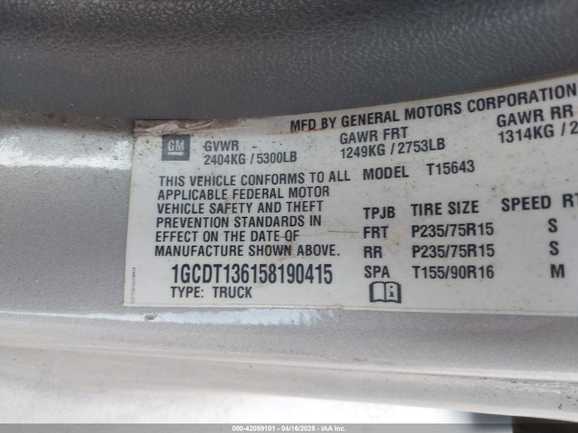 MFD BY GENERAL MOTORS CORPORATION
GM
GVWR
2404KG / 5300LB
GAWR FRT
1249KG / 2753LB
GAWR RR
1314KG / 2
THIS VEHICLE CONFORMS TO ALL
APPLICABLE FEDERAL MOTOR
VEHICLE SAFETY AND THEFT
PREVENTION STANDARDS IN
EFFECT ON THE DATE OF
MANUFACTURE SHOWN ABOVE.
1GCDT136158190415
TYPE: TRUCK
MODEL T15643
TPJB TIRE SIZE SPEED RT
FRT P235/75R15 S
RR P235/75R15 S
SPA T155/90R16 M
000-42099101 - 04/16/2025 - IAA Inc.